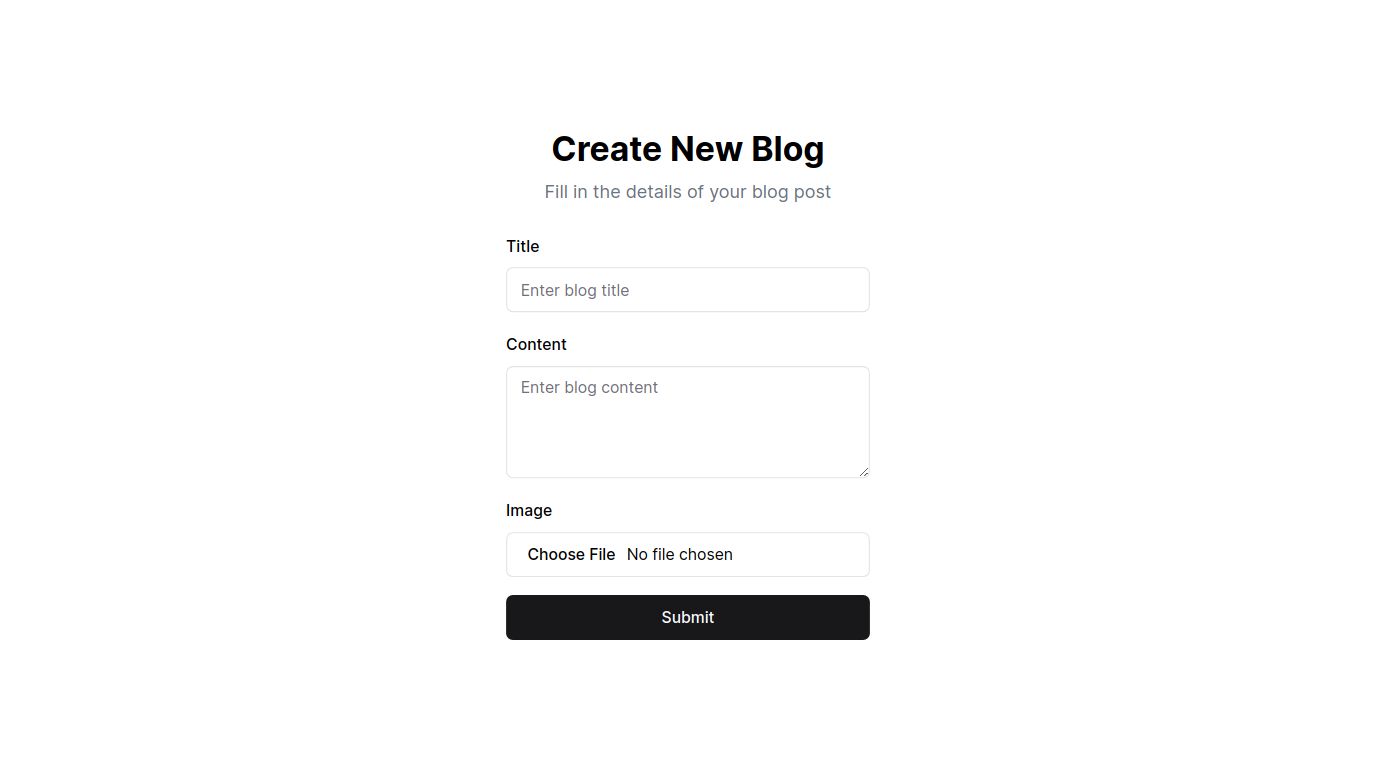 Create New Blog
Fill in the details of your blog post
Title
Enter blog title
Content
Enter blog content
Image
Choose File No file chosen
Submit